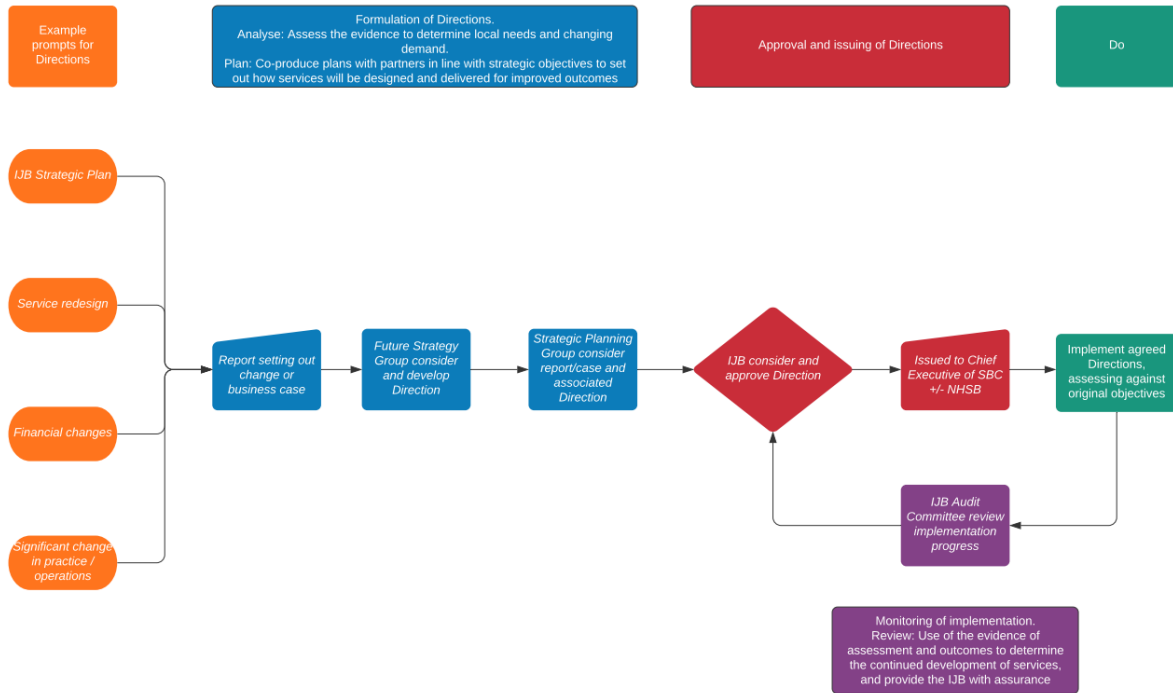 Example
prompts for
Directions
Formulation of Directions.
Analyse: Assess the evidence to determine local needs and changing
demand.
Plan: Co-produce plans with partners in line with strategic objectives to set
out how services will be designed and delivered for improved outcomes
Approval and issuing of Directions
Do
IJB Strategic Plan
Service redesign
Financial changes
Significant change
in practice /
operations
Report setting out
change or
business case
Future Strategy
Group consider
and develop
Direction
Strategic Planning
Group consider
report/case and
associated
Direction
IJB consider and
approve Direction
Issued to Chief
Executive of SBC
+/- NHSB
Implement agreed
Directions,
assessing against
original objectives
IJB Audit
Committee review
implementation
progress
Monitoring of implementation.
Review: Use of the evidence of
assessment and outcomes to determine
the continued development of services,
and provide the IJB with assurance